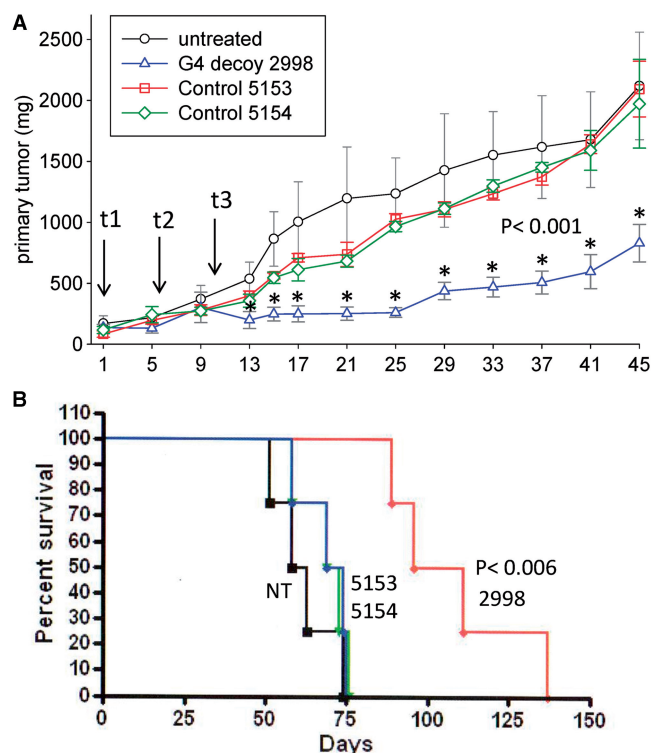 A
untreated
G4 decoy 2998
Control 5153
Control 5154
primary tumor (mg)
2500
2000
1500
1000
500
0
t1
t2
t3
P< 0.001
* * * * * * * * * *
1 5 9 13 17 21 25 29 33 37 41 45
B
Percent survival
110
100
90
80
70
60
50
40
30
20
10
0
NT
5153
5154
P< 0.006
2998
0 25 50 75 100 125 150
Days